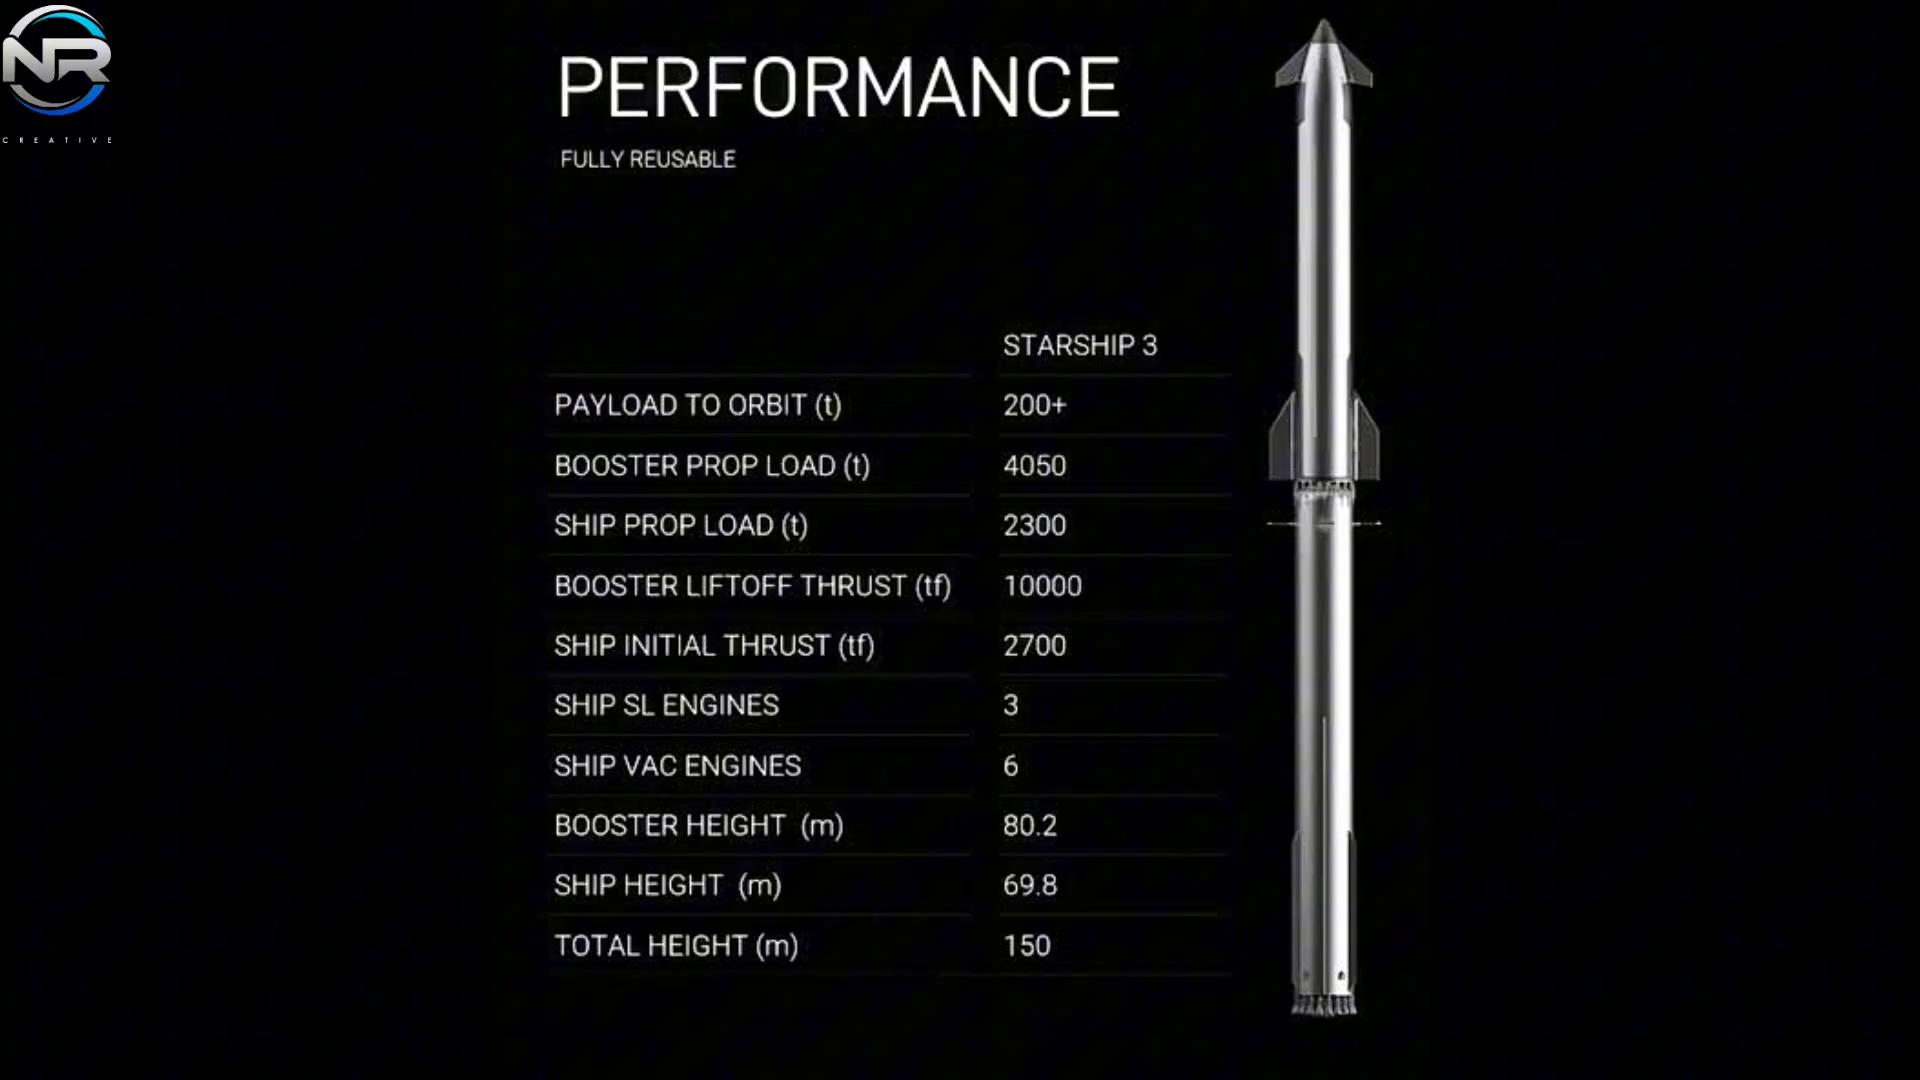 NR
CREATIVE
PERFORMANCE
FULLY REUSABLE
STARSHIP 3
PAYLOAD TO ORBIT (t) 200+
BOOSTER PROP LOAD (t) 4050
SHIP PROP LOAD (t) 2300
BOOSTER LIFTOFF THRUST (tf) 10000
SHIP INITIAL THRUST (tf) 2700
SHIP SL ENGINES 3
SHIP VAC ENGINES 6
BOOSTER HEIGHT (m) 80.2
SHIP HEIGHT (m) 69.8
TOTAL HEIGHT (m) 150